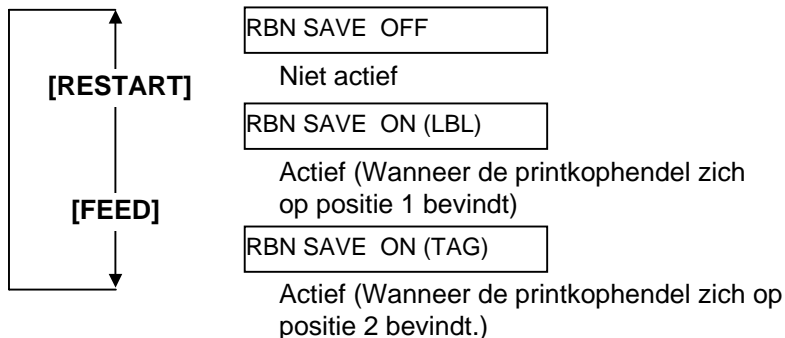 RBN SAVE OFF
Niet actief
[RESTART]
RBN SAVE ON (LBL)
Actief (Wanneer de printkophendel zich
op positie 1 bevindt)
[FEED]
RBN SAVE ON (TAG)
Actief (Wanneer de printkophendel zich op
positie 2 bevindt.)